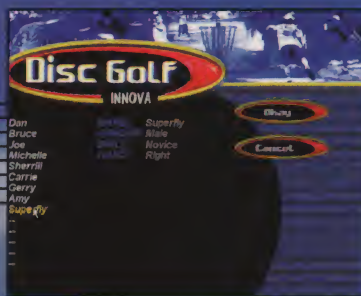 Disc Golf
INNOVA
Okay
Cancel
Dan
Bruce
Joe
Michelle
Sherrill
Carrie
Gerry
Amy
Superfly
Superfly
Male
Novice
Right